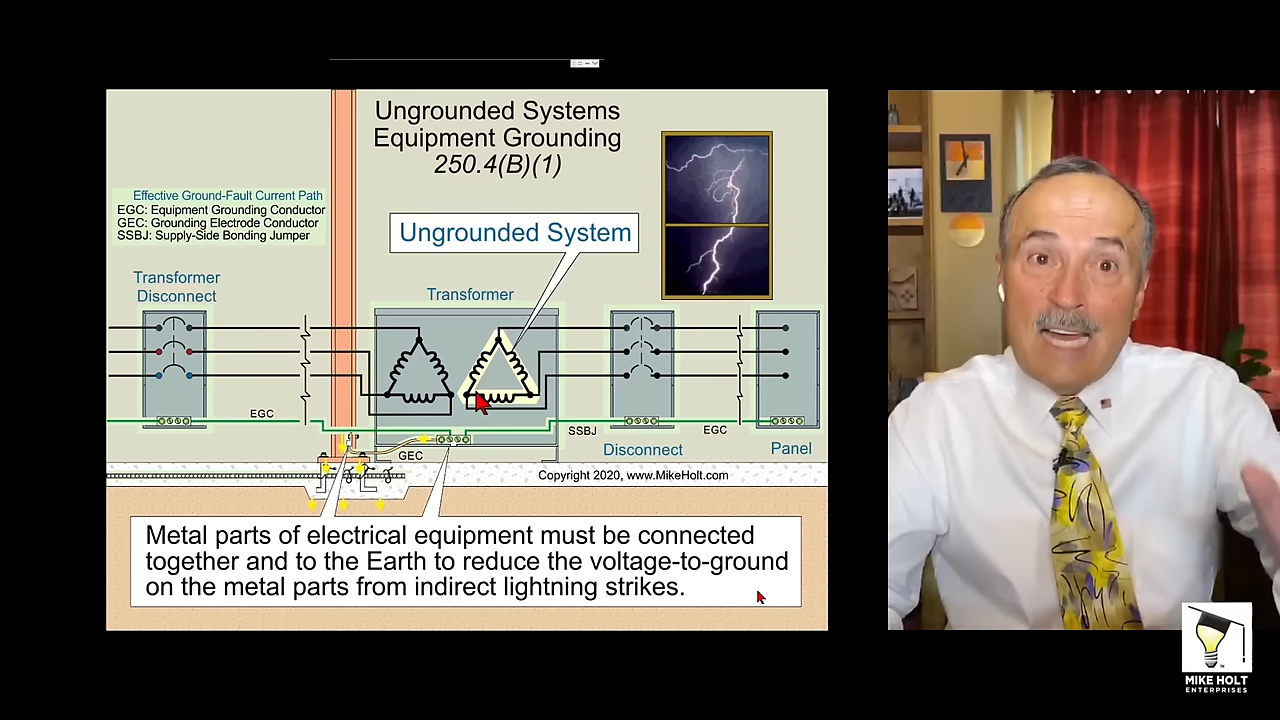 Ungrounded Systems
Equipment Grounding
250.4(B)(1)
Effective Ground-Fault Current Path
EGC: Equipment Grounding Conductor
GEC: Grounding Electrode Conductor
SSBJ: Supply-Side Bonding Jumper
Ungrounded System
Transformer
Disconnect
Transformer
EGC
GEC
SSBJ
EGC
Disconnect
Panel
Copyright 2020, www.MikeHolt.com
Metal parts of electrical equipment must be connected
together and to the Earth to reduce the voltage-to-ground
on the metal parts from indirect lightning strikes.
MIKE HOLT
ENTERPRISES